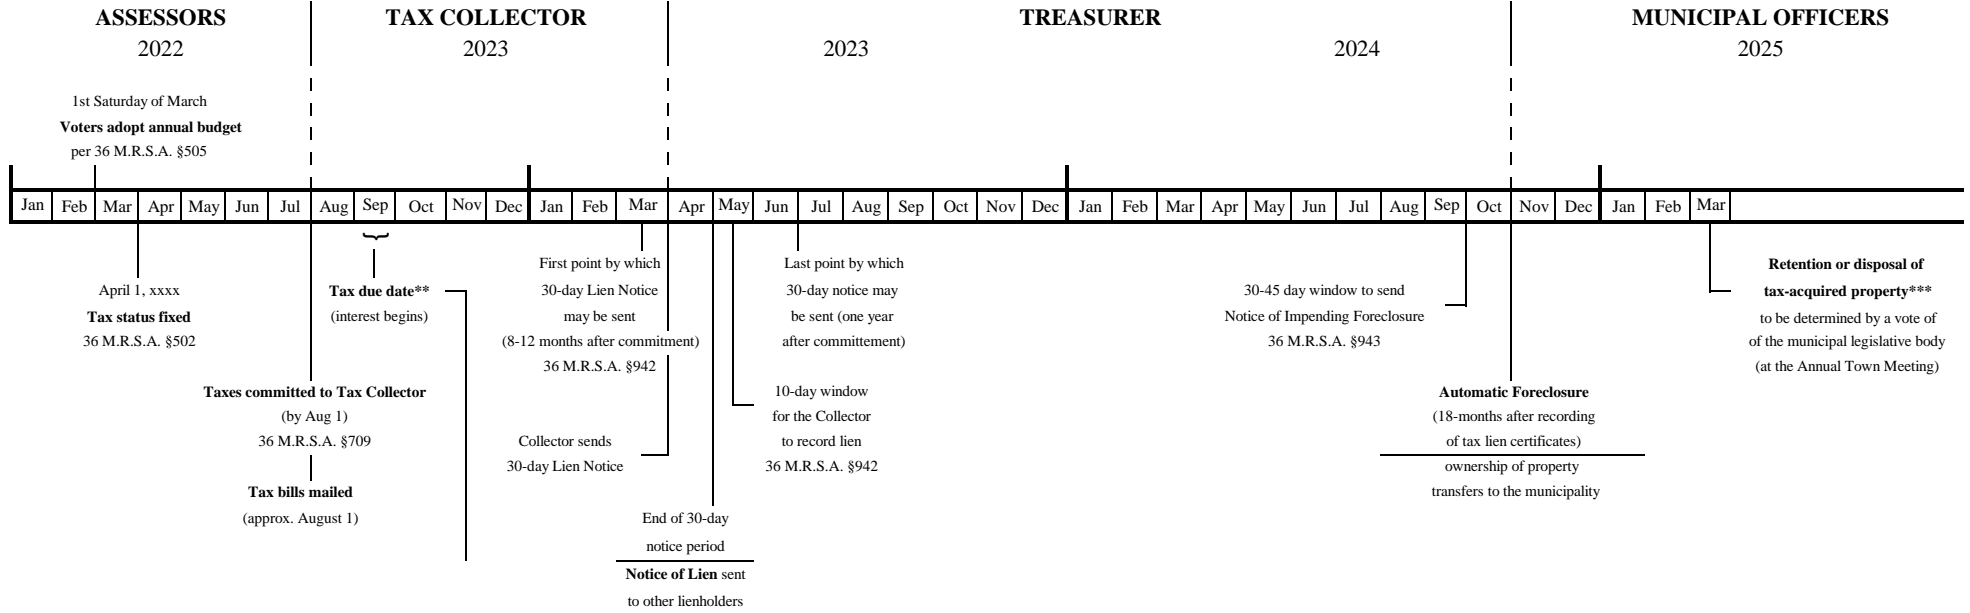 ASSESSORS
2022
TAX COLLECTOR
2023
TREASURER
2023
2024
MUNICIPAL OFFICERS
2025
1st Saturday of March
Voters adopt annual budget
per 36 M.R.S.A. §505
Jan Feb Mar Apr May Jun Jul Aug Sep Oct Nov Dec Jan Feb Mar Apr May Jun Jul Aug Sep Oct Nov Dec Jan Feb Mar Apr May Jun Jul Aug Sep Oct Nov Dec Jan Feb Mar
April 1, xxxx
Tax status fixed
36 M.R.S.A. §502
Taxes committed to Tax Collector
(by Aug 1)
36 M.R.S.A. §709
Tax bills mailed
(approx. August 1)
Tax due date**
(interest begins)
First point by which
30-day Lien Notice
may be sent
(8-12 months after commitment)
36 M.R.S.A. §942
Collector sends
30-day Lien Notice
End of 30-day
notice period
Notice of Lien sent
to other lienholders
Last point by which
30-day notice may
be sent (one year
after committement)
10-day window
for the Collector
to record lien
36 M.R.S.A. §942
30-45 day window to send
Notice of Impending Foreclosure
36 M.R.S.A. §943
Automatic Foreclosure
(18-months after recording
of tax lien certificates)
ownership of property
transfers to the municipality
Retention or disposal of
tax-acquired property***
to be determined by a vote of
of the municipal legislative body
(at the Annual Town Meeting)